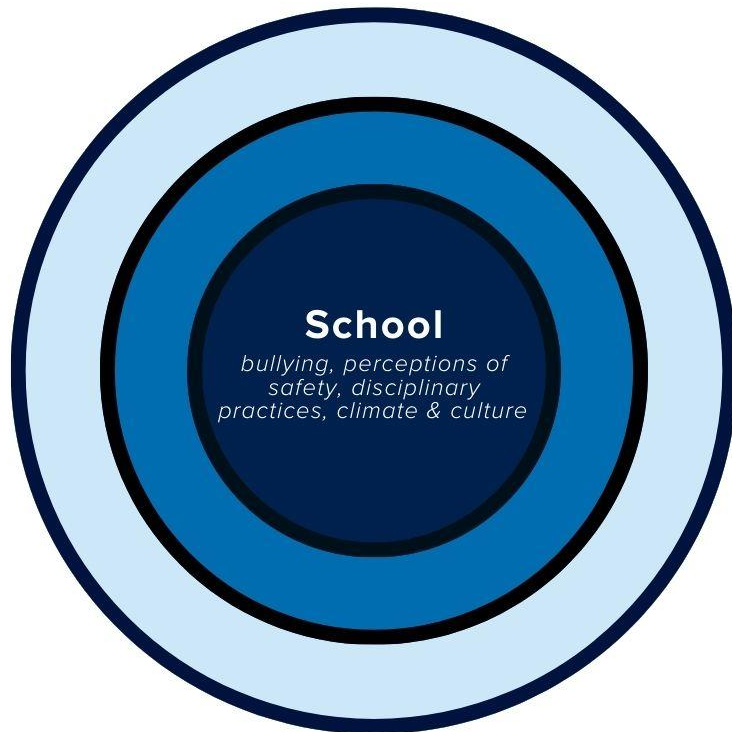 School
bullying, perceptions of
safety, disciplinary
practices, climate & culture